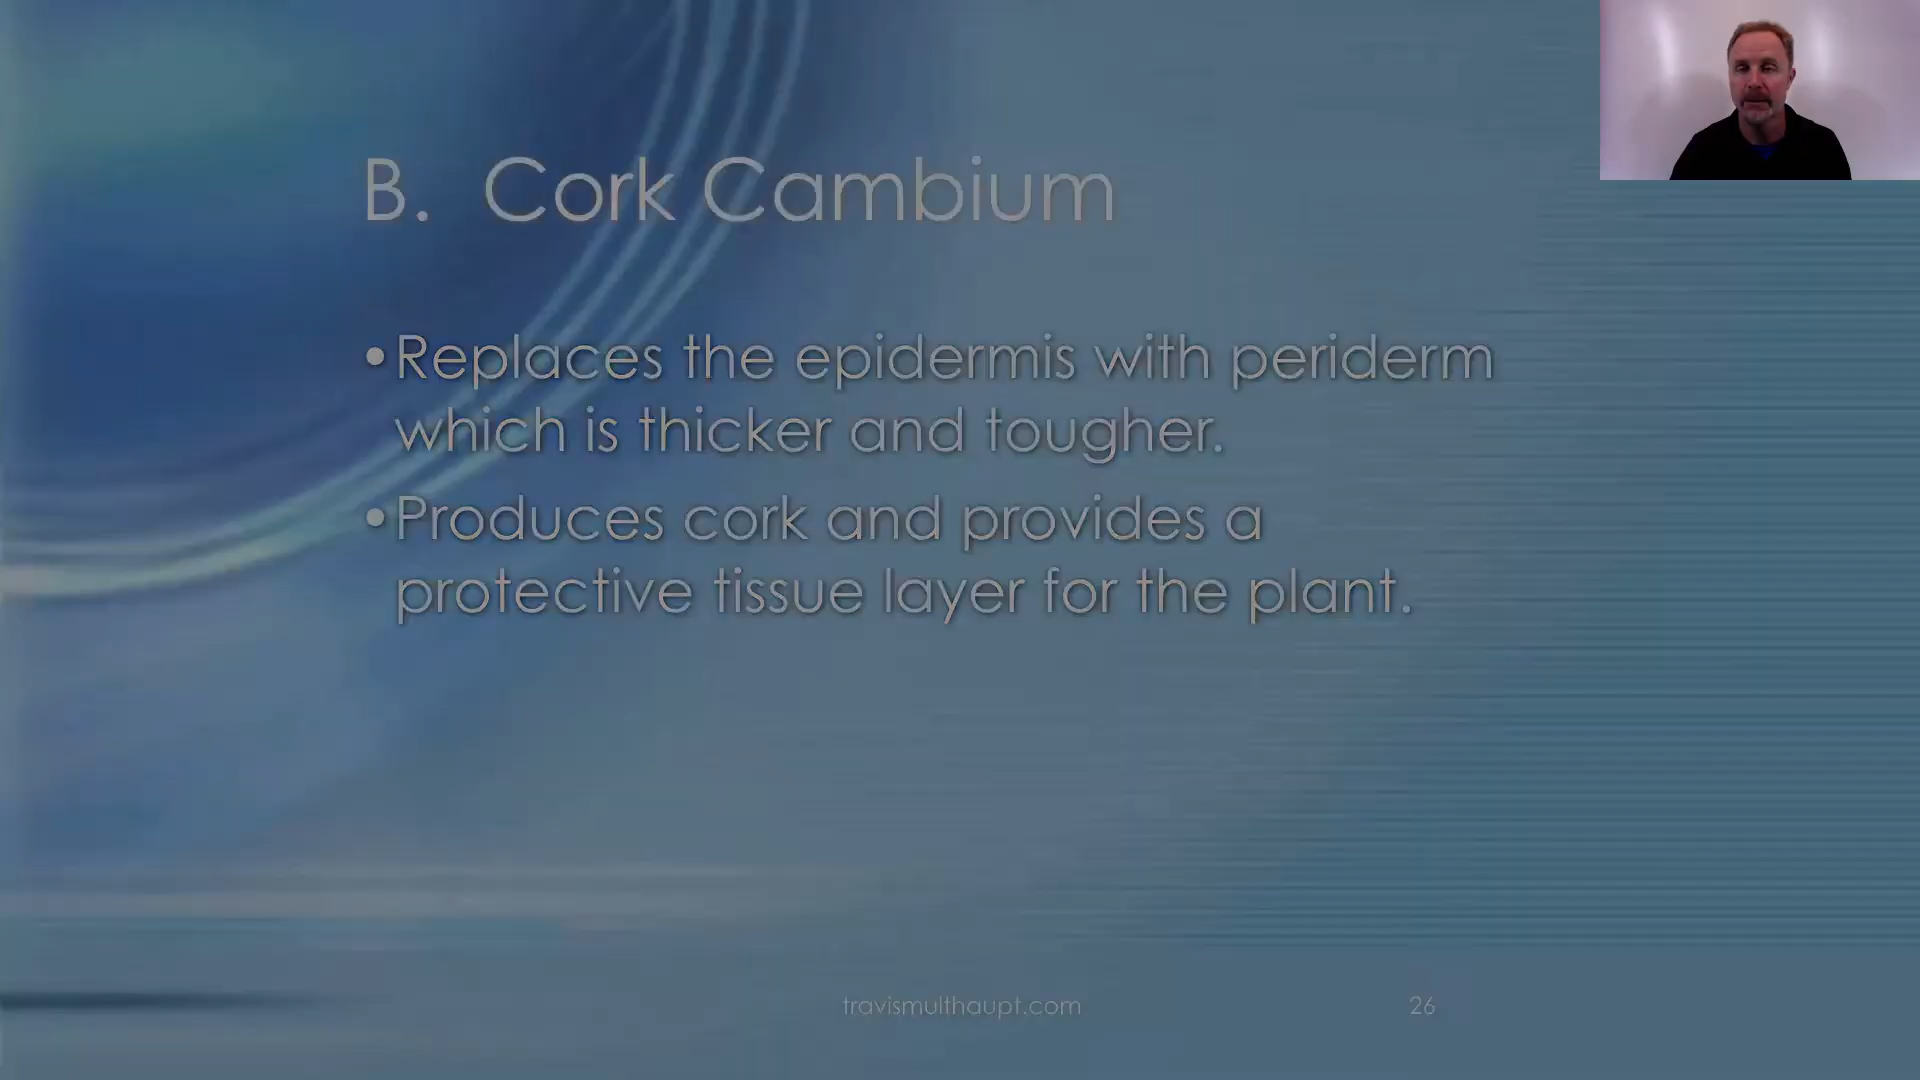 B. Cork Cambium
•Replaces the epidermis with periderm
which is thicker and tougher.
•Produces cork and provides a
protective tissue layer for the plant.
travismulthaupt.com
26